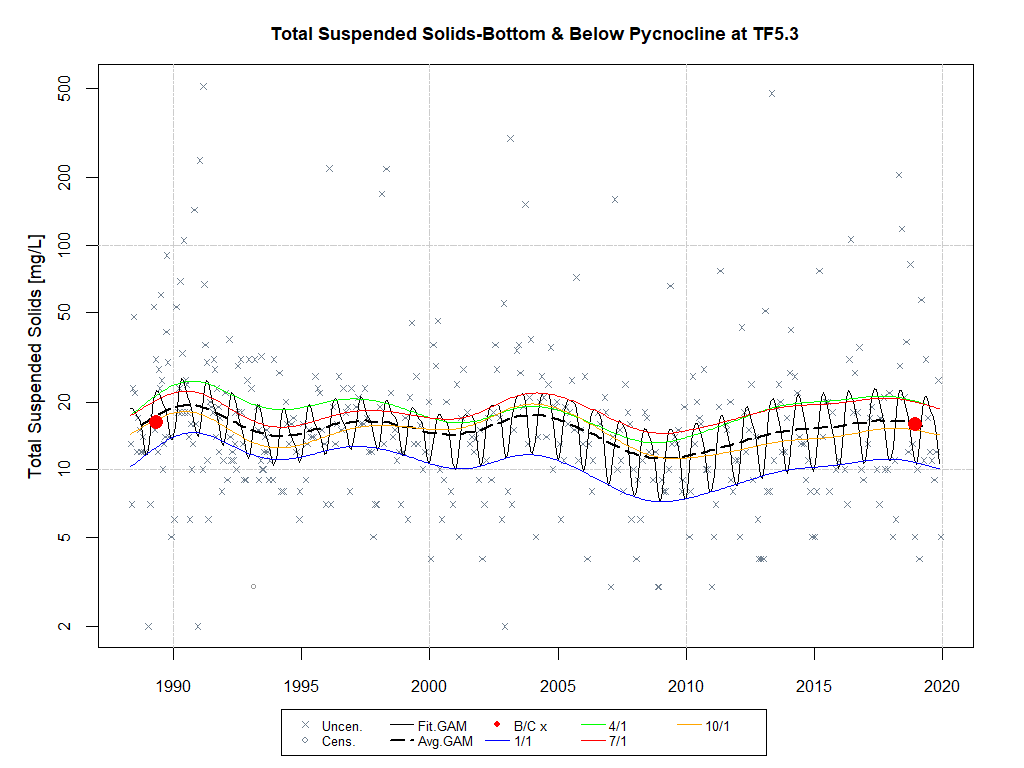 Total Suspended Solids-Bottom & Below Pycnocline at TF5.3
Total Suspended Solids [mg/L]
500
200
100
50
20
10
5
2
1990 1995 2000 2005 2010 2015 2020
Uncen. Fit.GAM B/C x 4/1 10/1
Cens. Avg.GAM 1/1 7/1